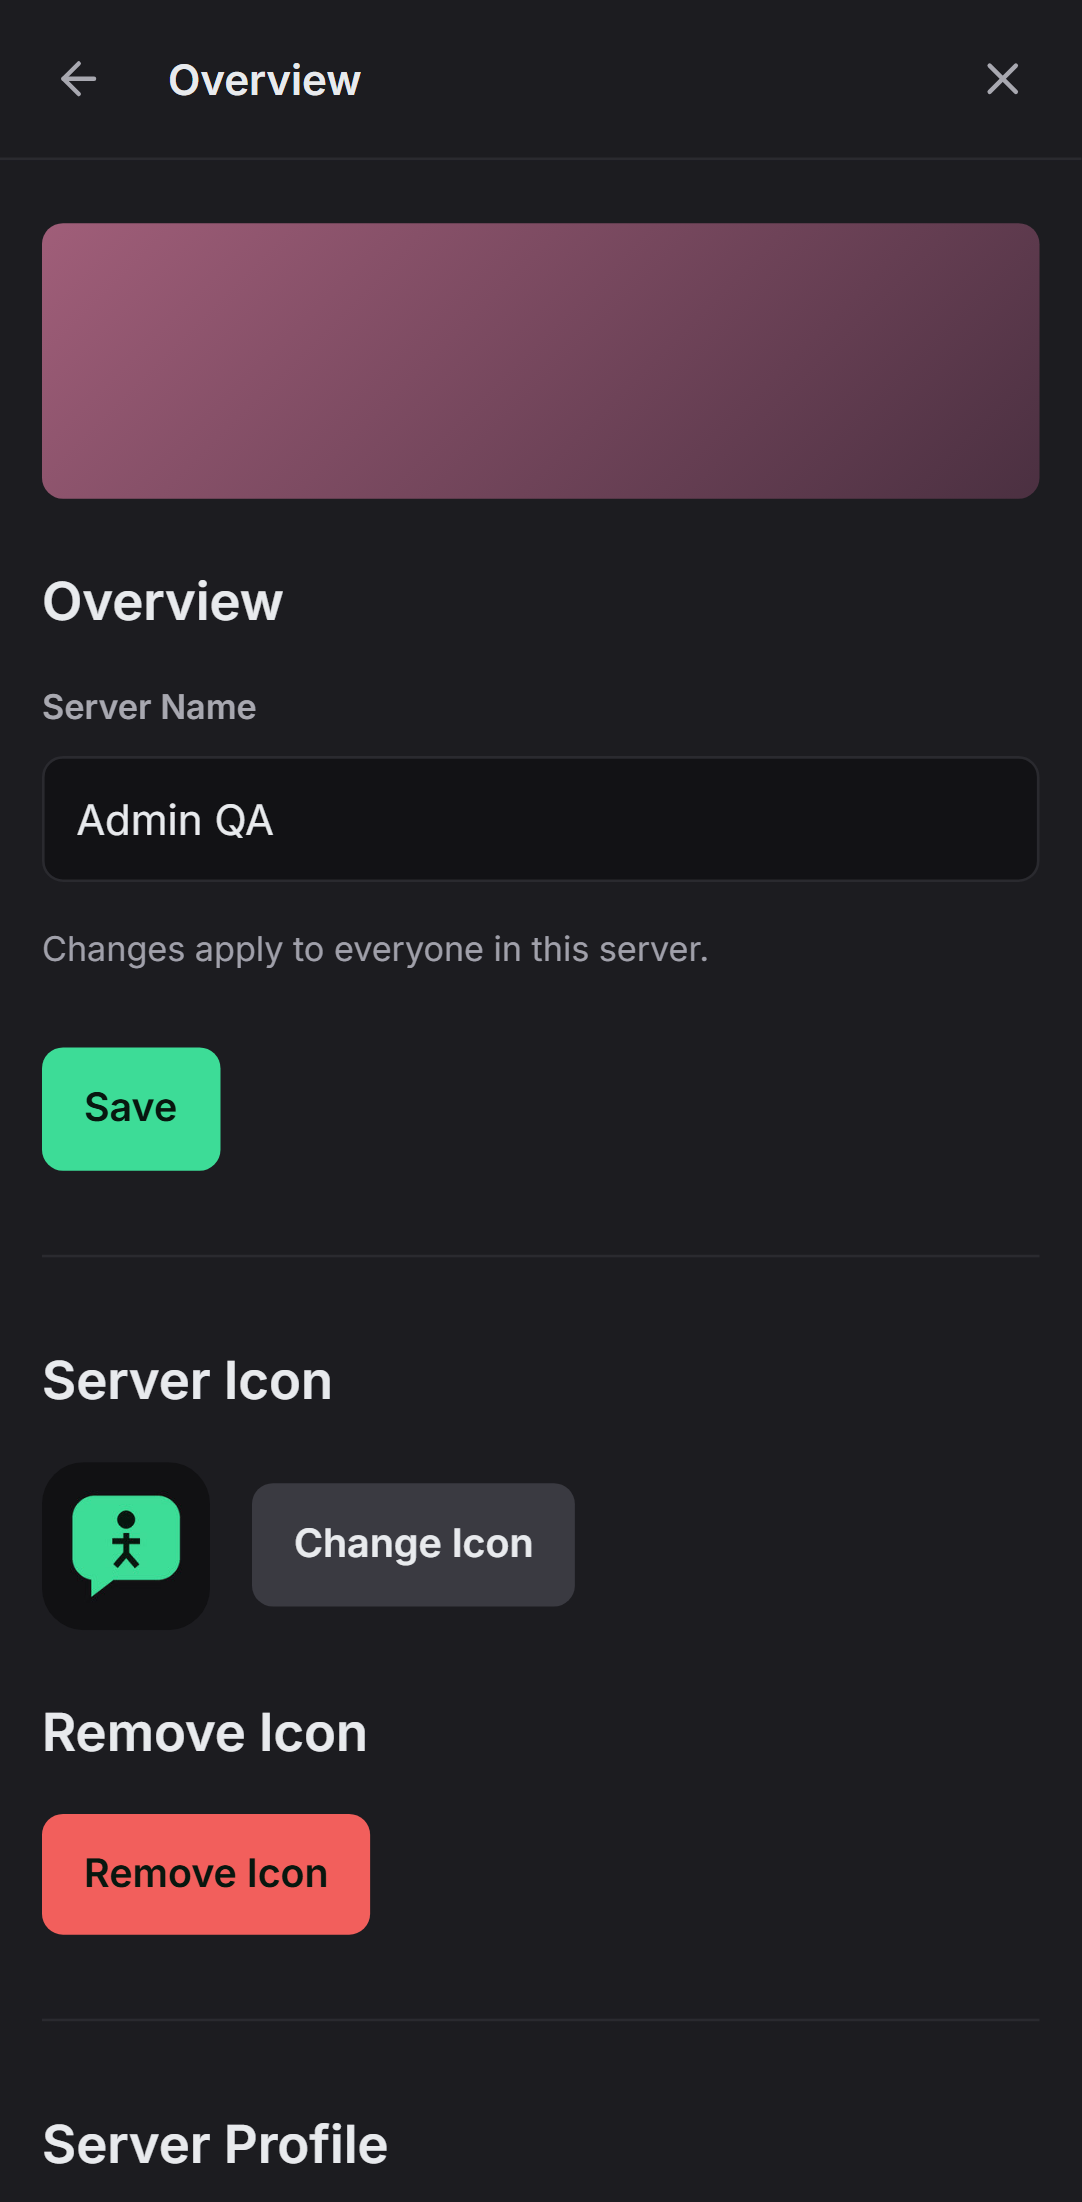 Overview
Overview
Server Name
Admin QA
Changes apply to everyone in this server.
Save
Server Icon
Change Icon
Remove Icon
Remove Icon
Server Profile